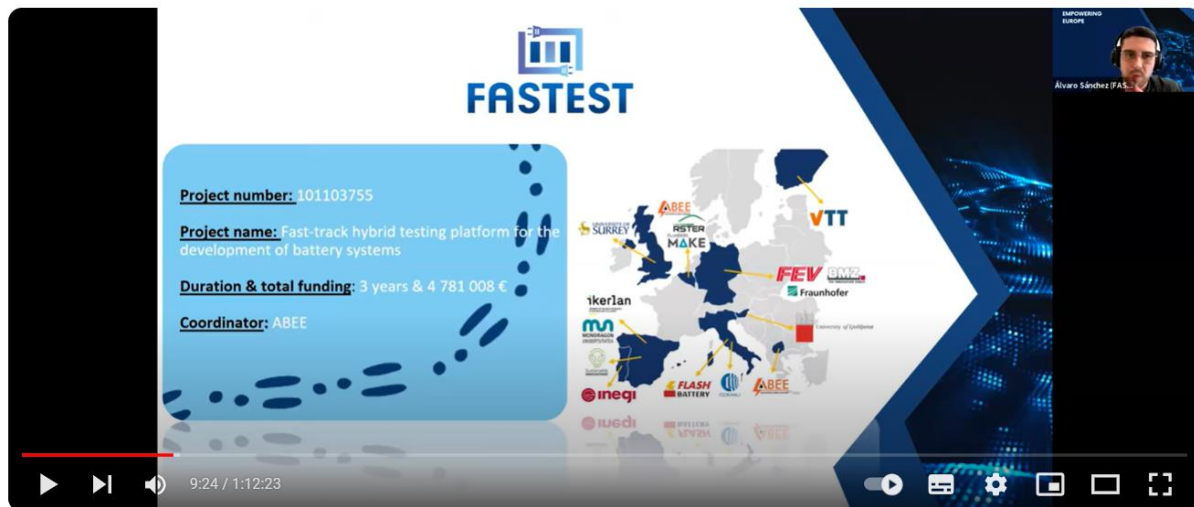 EMPOWERING
EUROPE
Álvaro Sánchez (FAS...
FASTEST
Project number: 101103755
Project name: Fast-track hybrid testing platform for the
development of battery systems
Duration & total funding: 3 years & 4 781 008 €
Coordinator: ABEE
ABEE
UNIVERSITY OF
SURREY
RSTER
FLANDERS
MAKE
VTT
FEV BMZ
Fraunhofer
ikerlan
University of Ljubljana
MONDRAGON
inegi
FLASH
BATTERY
ABEE
9:24 / 1:12:23